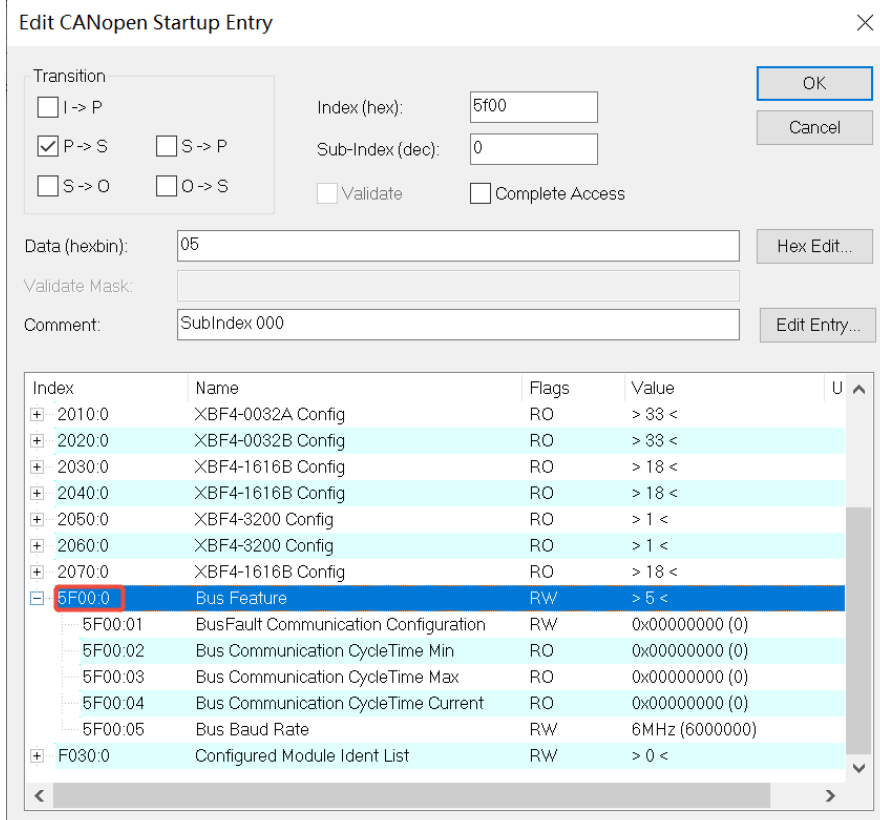 Edit CANopen Startup Entry
Transition
I -> P
P -> S
S -> P
S -> O
O -> S
Index (hex):
5f00
Sub-Index (dec):
0
Validate
Complete Access
OK
Cancel
Data (hexbin):
05
Hex Edit...
Validate Mask:
Comment:
SubIndex 000
Edit Entry...
Index Name Flags Value U
2010:0 XBF4-0032A Config RO > 33 <
2020:0 XBF4-0032B Config RO > 33 <
2030:0 XBF4-1616B Config RO > 18 <
2040:0 XBF4-1616B Config RO > 18 <
2050:0 XBF4-3200 Config RO > 1 <
2060:0 XBF4-3200 Config RO > 1 <
2070:0 XBF4-1616B Config RO > 18 <
5F00:0 Bus Feature RW > 5 <
5F00:01 BusFault Communication Configuration RW 0x00000000 (0)
5F00:02 Bus Communication CycleTime Min RO 0x00000000 (0)
5F00:03 Bus Communication CycleTime Max RO 0x00000000 (0)
5F00:04 Bus Communication CycleTime Current RO 0x00000000 (0)
5F00:05 Bus Baud Rate RW 6MHz (6000000)
F030:0 Configured Module Ident List RW > 0 <